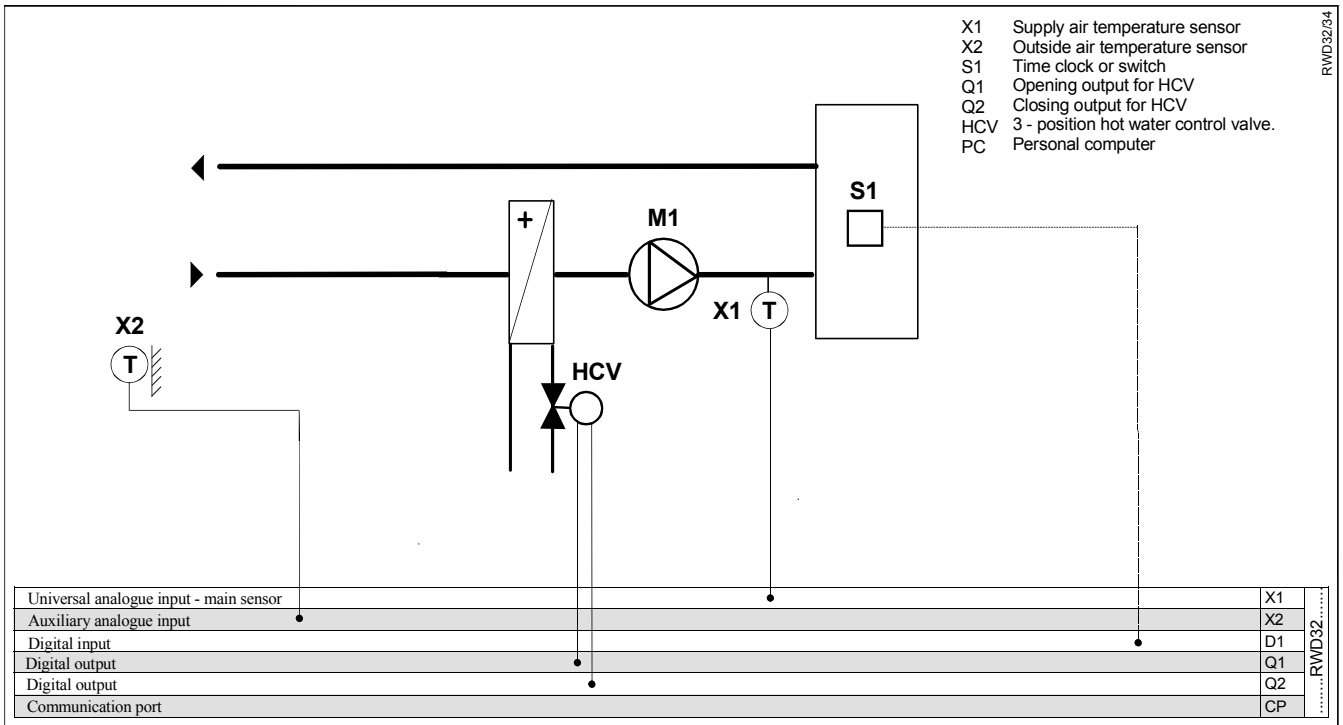 X1 Supply air temperature sensor
X2 Outside air temperature sensor
S1 Time clock or switch
Q1 Opening output for HCV
Q2 Closing output for HCV
HCV 3 - position hot water control valve.
PC Personal computer
RWD32/34
S1
+
M1
X1 T
X2
T
HCV
Universal analogue input - main sensor X1
Auxiliary analogue input X2
Digital input D1
Digital output Q1
Digital output Q2
Communication port CP
........RWD32........